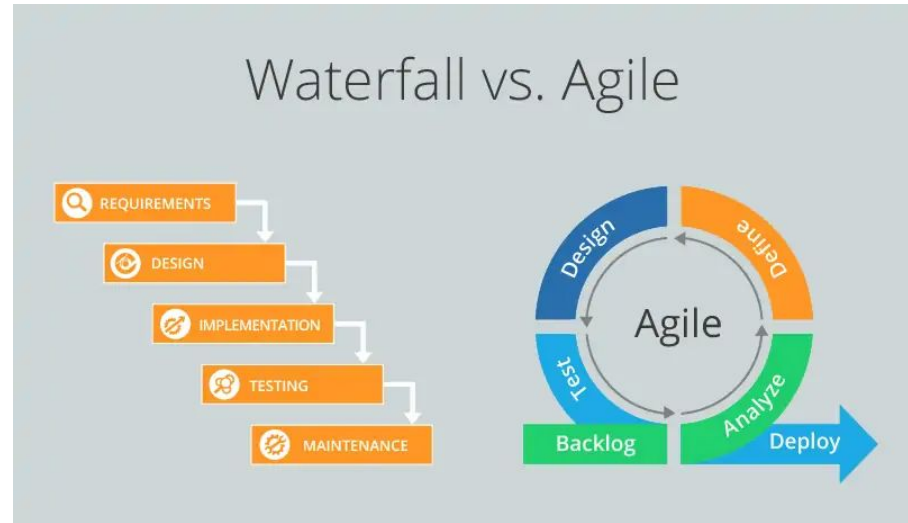 Waterfall vs. Agile
REQUIREMENTS
DESIGN
IMPLEMENTATION
TESTING
MAINTENANCE
Design
Define
Agile
Test
Analyze
Backlog
Deploy